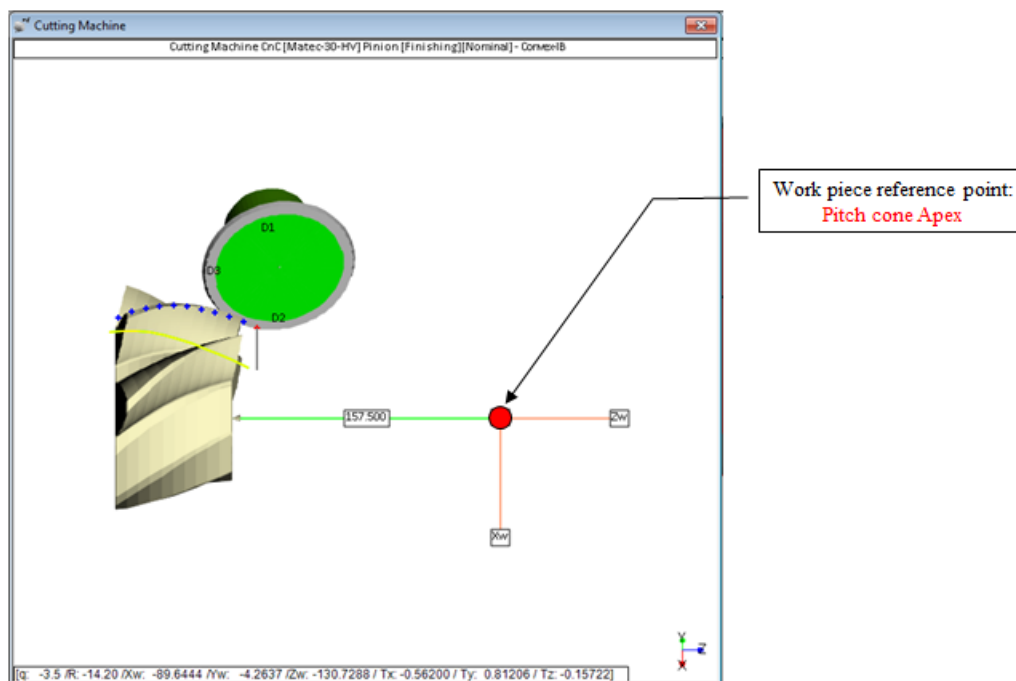 Cutting Machine
Cutting Machine CnC [Matec-30-HV] Pinion [Finishing][Nominal] - Convex-IB
Work piece reference point:
Pitch cone Apex
D1
D3
D2
157.500
Zw
Xw
Y
Z
X
[q: -3.5 /R: -14.20 /Xw: -89.6444 /Yw: -4.2637 /Zw: -130.7288 / Tx: -0.56200 / Ty: 0.81206 / Tz: -0.15722]